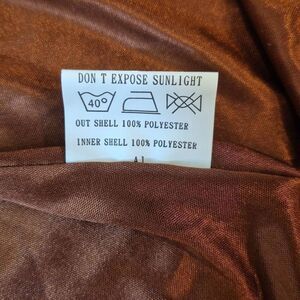 DON T EXPOSE SUNLIGHT
40°
OUT SHELL 100% POLYESTER
INNER SHELL 100% POLYESTER
A1